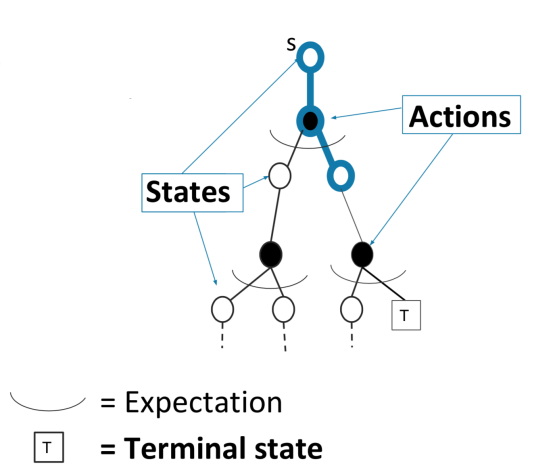 S
Actions
States
T
= Expectation
T = Terminal state